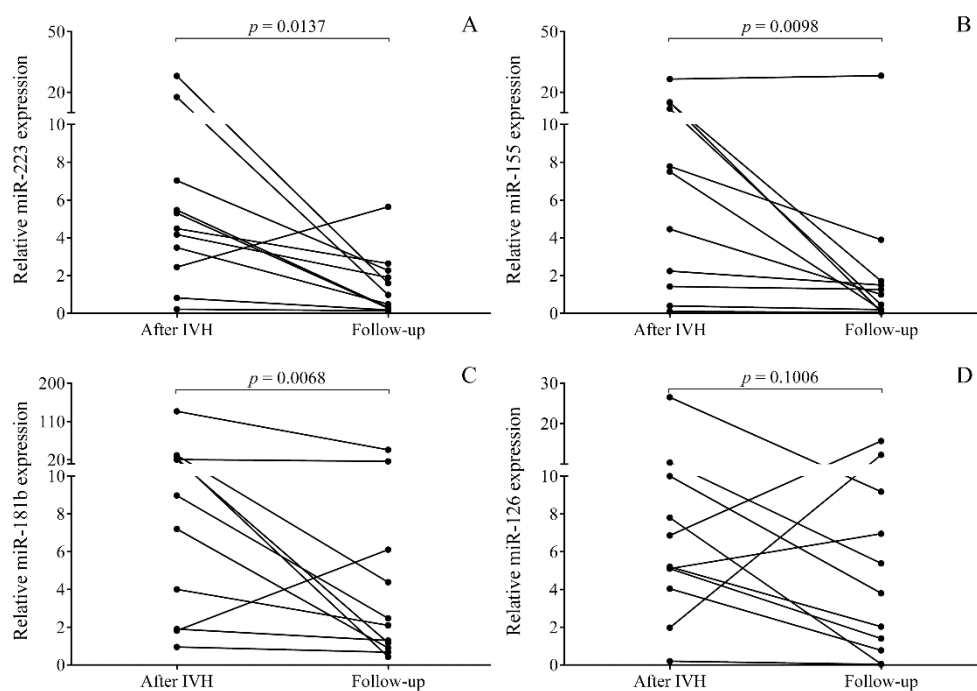 A
p = 0.0137
Relative miR-223 expression
50
20
10
8
6
4
2
0
After IVH Follow-up
B
p = 0.0098
Relative miR-155 expression
50
20
10
8
6
4
2
0
After IVH Follow-up
C
p = 0.0068
Relative miR-181b expression
200
110
20
10
8
6
4
2
0
After IVH Follow-up
D
p = 0.1006
Relative miR-126 expression
30
20
10
8
6
4
2
0
After IVH Follow-up